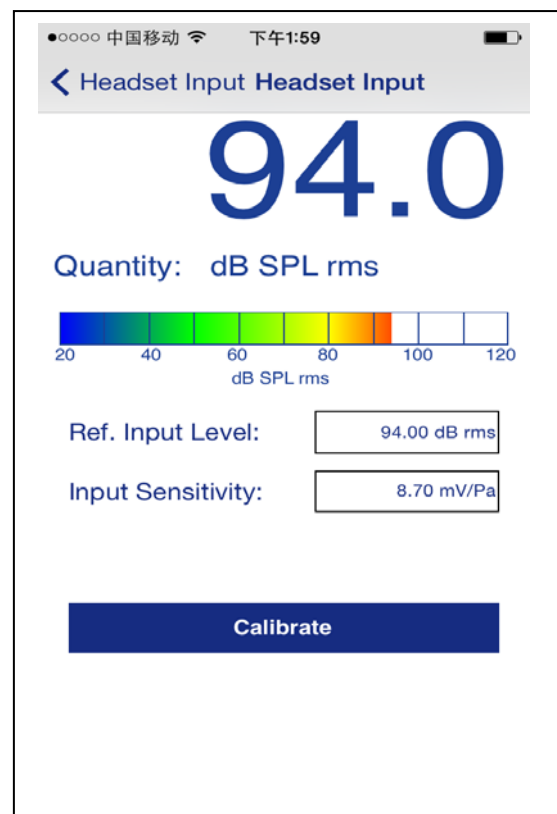 ●○○○○ 中国移动 下午1:59
Headset Input Headset Input
94.0
Quantity: dB SPL rms
20 40 60 80 100 120
dB SPL rms
Ref. Input Level: 94.00 dB rms
Input Sensitivity: 8.70 mV/Pa
Calibrate